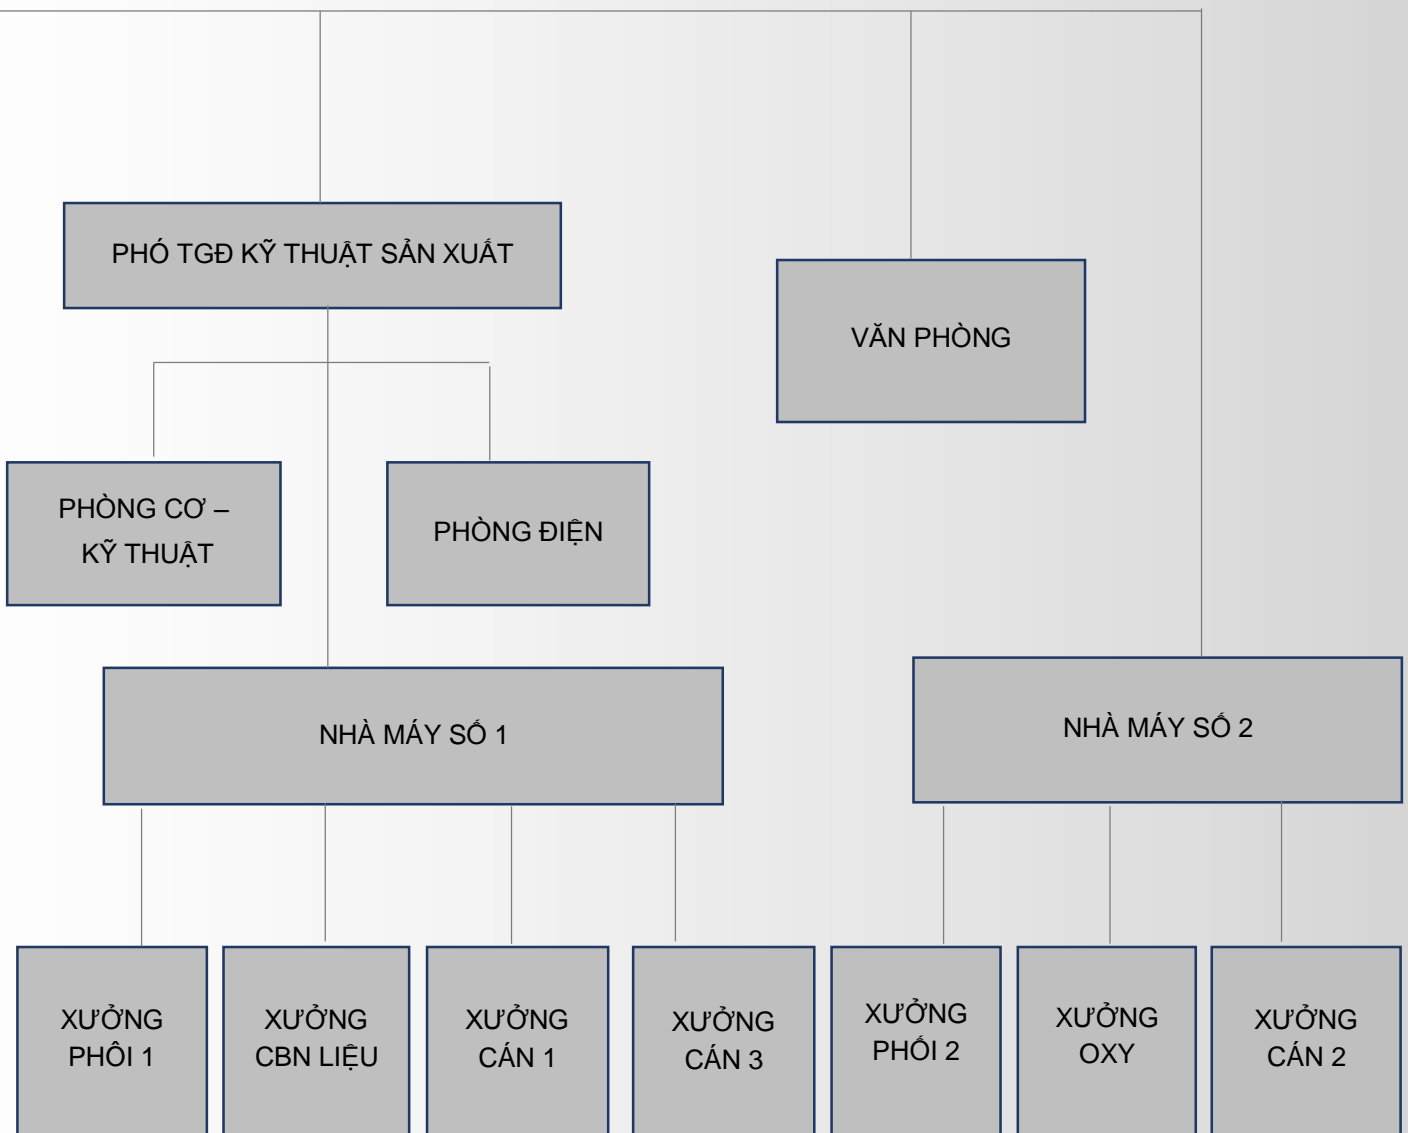 PHÓ TGĐ KỸ THUẬT SẢN XUẤT
VĂN PHÒNG
PHÒNG CƠ –
KỸ THUẬT
PHÒNG ĐIỆN
NHÀ MÁY SỐ 1
NHÀ MÁY SỐ 2
XƯỞNG
PHÔI 1
XƯỞNG
CBN LIỆU
XƯỞNG
CÁN 1
XƯỞNG
CÁN 3
XƯỞNG
PHỐI 2
XƯỞNG
OXY
XƯỞNG
CÁN 2